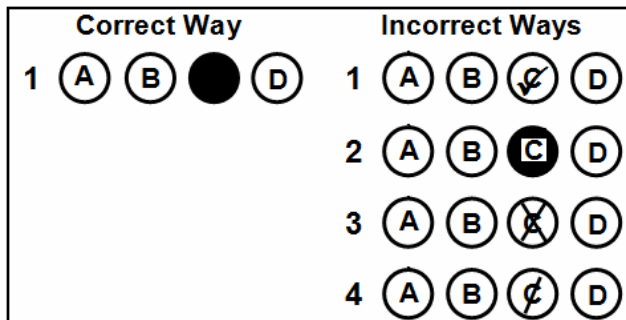 Correct Way
1 A B D
Incorrect Ways
1 A B C D
2 A B C D
3 A B C D
4 A B C D